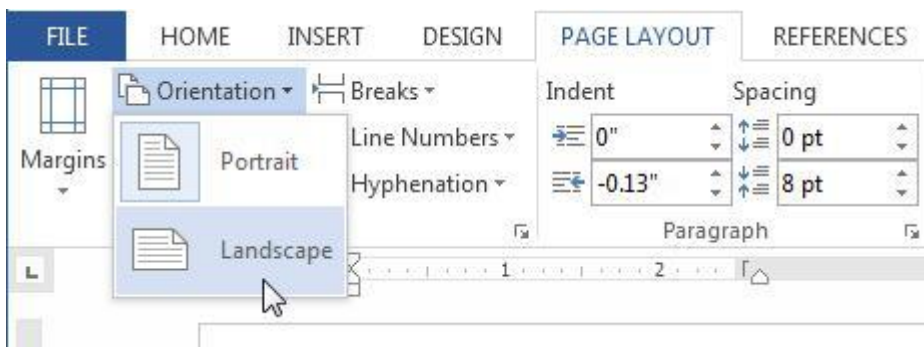 FILE HOME INSERT DESIGN PAGE LAYOUT REFERENCES
Orientation Breaks Indent Spacing
Margins Portrait Line Numbers 0" 0 pt
Hyphenation -0.13" 8 pt
Landscape Paragraph
L 1 2